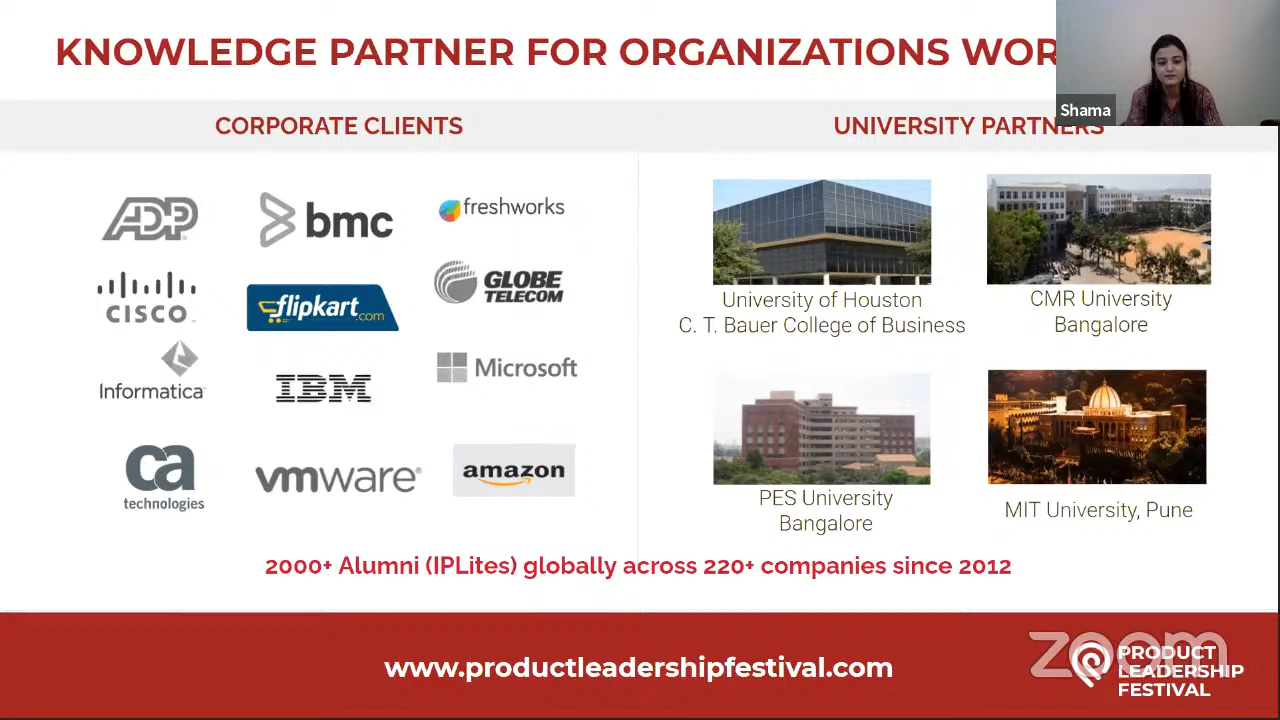 KNOWLEDGE PARTNER FOR ORGANIZATIONS WOR
Shama
CORPORATE CLIENTS
UNIVERSITY PARTNERS
ADP
bmc
freshworks
CISCO
flipkart.com
GLOBE
TELECOM
Informatica
IBM
Microsoft
ca
technologies
vmware®
amazon
University of Houston
C. T. Bauer College of Business
CMR University
Bangalore
PES University
Bangalore
MIT University, Pune
2000+ Alumni (IPLites) globally across 220+ companies since 2012
www.productleadershipfestival.com
zoom
PRODUCT
LEADERSHIP
FESTIVAL